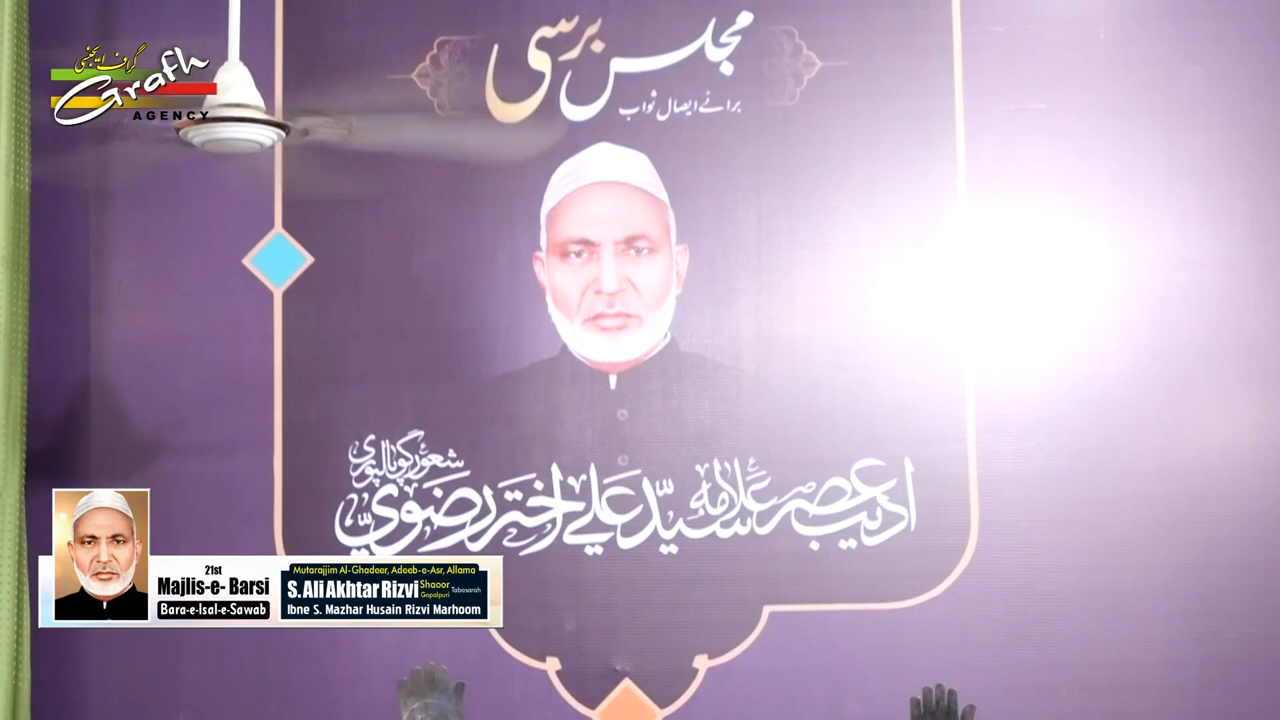 گراف ایجنسی
Grafh
AGENCY
مجلس برسی
برائے ایصال ثواب
شعور گوپالپوری
ادیب عصر علامہ سید علی اختر رضوی
21st
Majlis-e- Barsi
Bara-e-Isal-e-Sawab
Mutarajjim Al-Ghadeer, Adeeb-e-Asr, Allama
S. Ali Akhtar Rizvi Shaoor Gopalpuri Tabasarah
Ibne S. Mazhar Husain Rizvi Marhoom